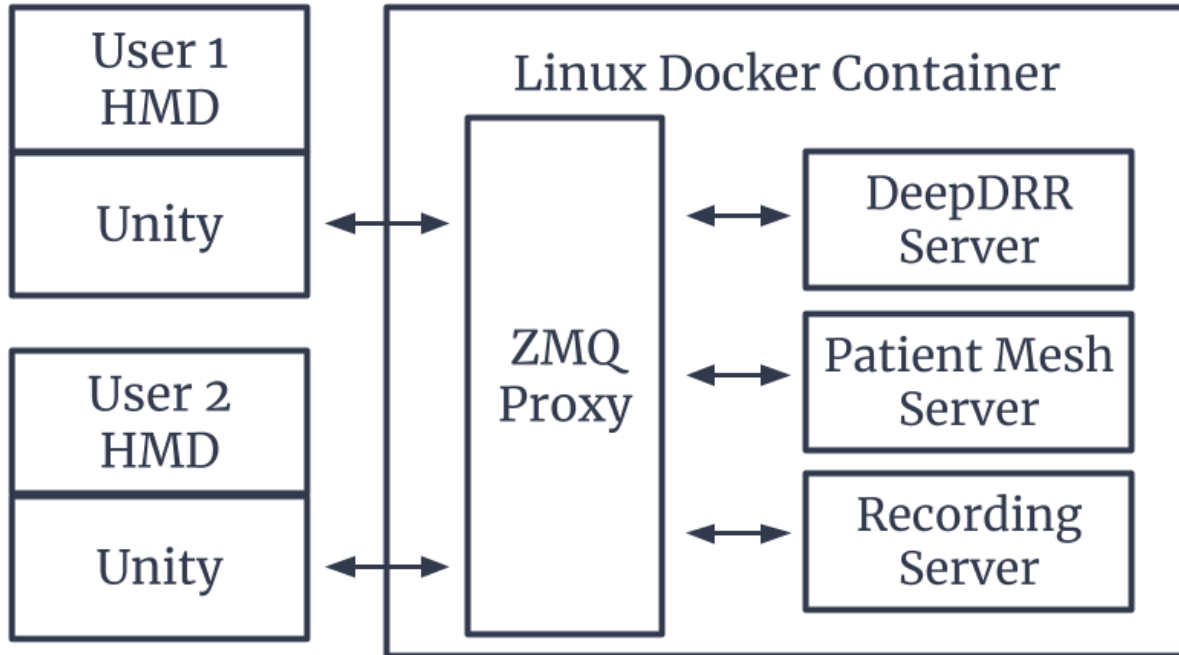 User 1
HMD
Unity
User 2
HMD
Unity
Linux Docker Container
ZMQ
Proxy
DeepDRR
Server
Patient Mesh
Server
Recording
Server